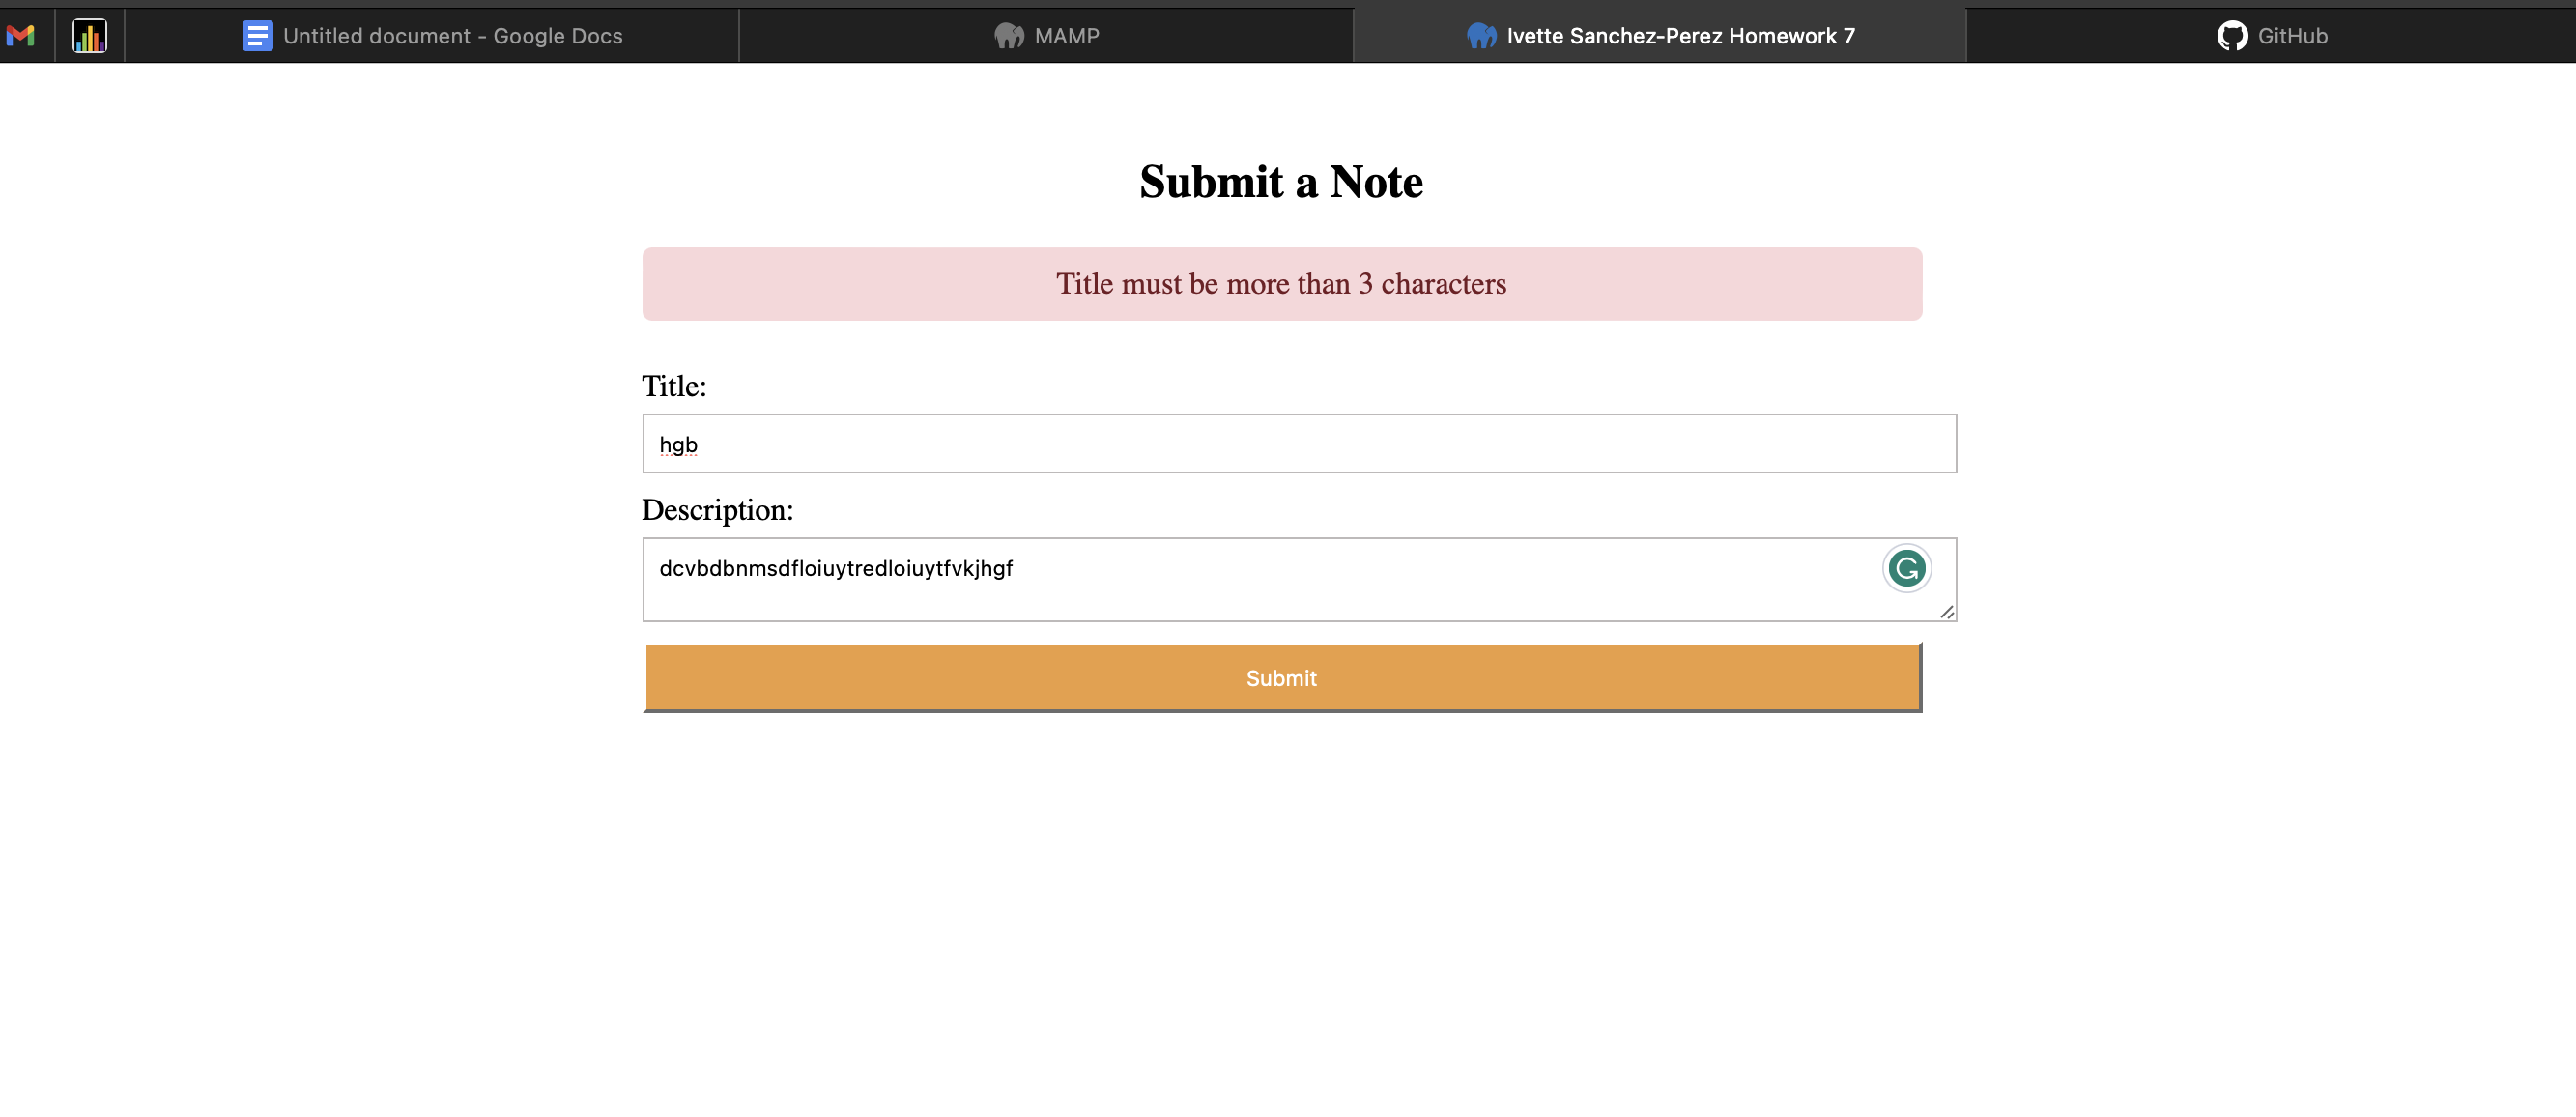 Untitled document - Google Docs
MAMP
Ivette Sanchez-Perez Homework 7
GitHub
Submit a Note
Title must be more than 3 characters
Title:
hgb
Description:
dcvbdbnmsdfloiuytredloiuytfvkjhgf
Submit